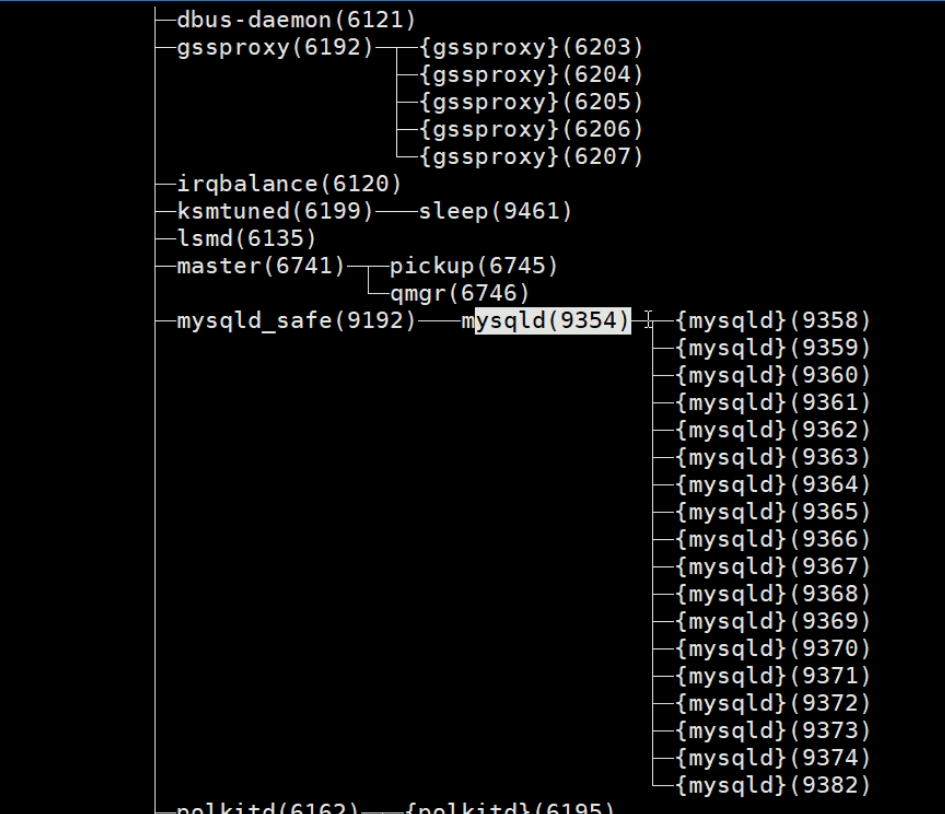 ├─dbus-daemon(6121)
├─gssproxy(6192)─┬─{gssproxy}(6203)
├─{gssproxy}(6204)
├─{gssproxy}(6205)
├─{gssproxy}(6206)
└─{gssproxy}(6207)
├─irqbalance(6120)
├─ksmtuned(6199)───sleep(9461)
├─lsmd(6135)
├─master(6741)─┬─pickup(6745)
└─qmgr(6746)
├─mysqld_safe(9192)───mysqld(9354)─┬─{mysqld}(9358)
├─{mysqld}(9359)
├─{mysqld}(9360)
├─{mysqld}(9361)
├─{mysqld}(9362)
├─{mysqld}(9363)
├─{mysqld}(9364)
├─{mysqld}(9365)
├─{mysqld}(9366)
├─{mysqld}(9367)
├─{mysqld}(9368)
├─{mysqld}(9369)
├─{mysqld}(9370)
├─{mysqld}(9371)
├─{mysqld}(9372)
├─{mysqld}(9373)
├─{mysqld}(9374)
└─{mysqld}(9382)
├─polkitd(6162)─┬─{polkitd}(6195)